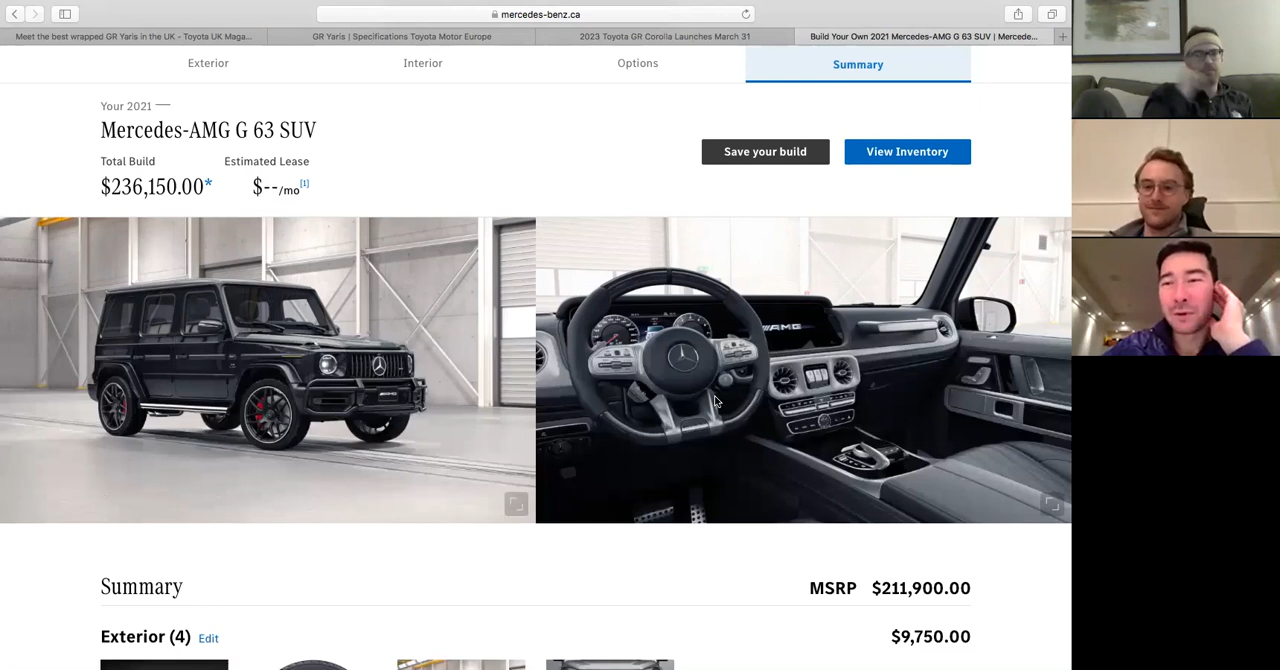 mercedes-benz.ca
Meet the best wrapped GR Yaris in the UK - Toyota UK Maga...
GR Yaris | Specifications Toyota Motor Europe
2023 Toyota GR Corolla Launches March 31
Build Your Own 2021 Mercedes-AMG G 63 SUV | Mercede...
Exterior
Interior
Options
Summary
Your 2021
Mercedes-AMG G 63 SUV
Total Build
Estimated Lease
$236,150.00*
$--/mo[1]
Save your build
View Inventory
AMG
Summary
MSRP $211,900.00
Exterior (4) Edit
$9,750.00